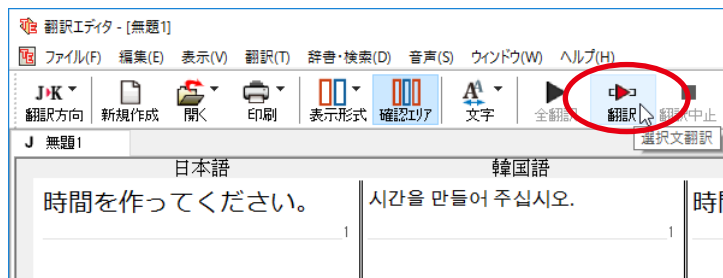 翻訳エディタ - [無題1]
ファイル(F) 編集(E) 表示(V) 翻訳(T) 辞書・検索(D) 音声(S) ウィンドウ(W) ヘルプ(H)
J K A A
翻訳方向 新規作成 開く 印刷 表示形式 確認エリア 文字 全翻訳 翻訳 翻訳中止
選択文翻訳
J 無題1
日本語 韓国語
時間を作ってください。 시간을 만들어 주십시오. 時
1 1